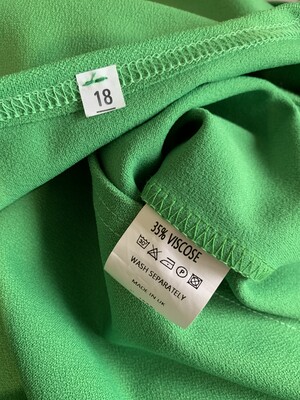 18
35% VISCOSE
WASH SEPARATELY
MADE IN UK